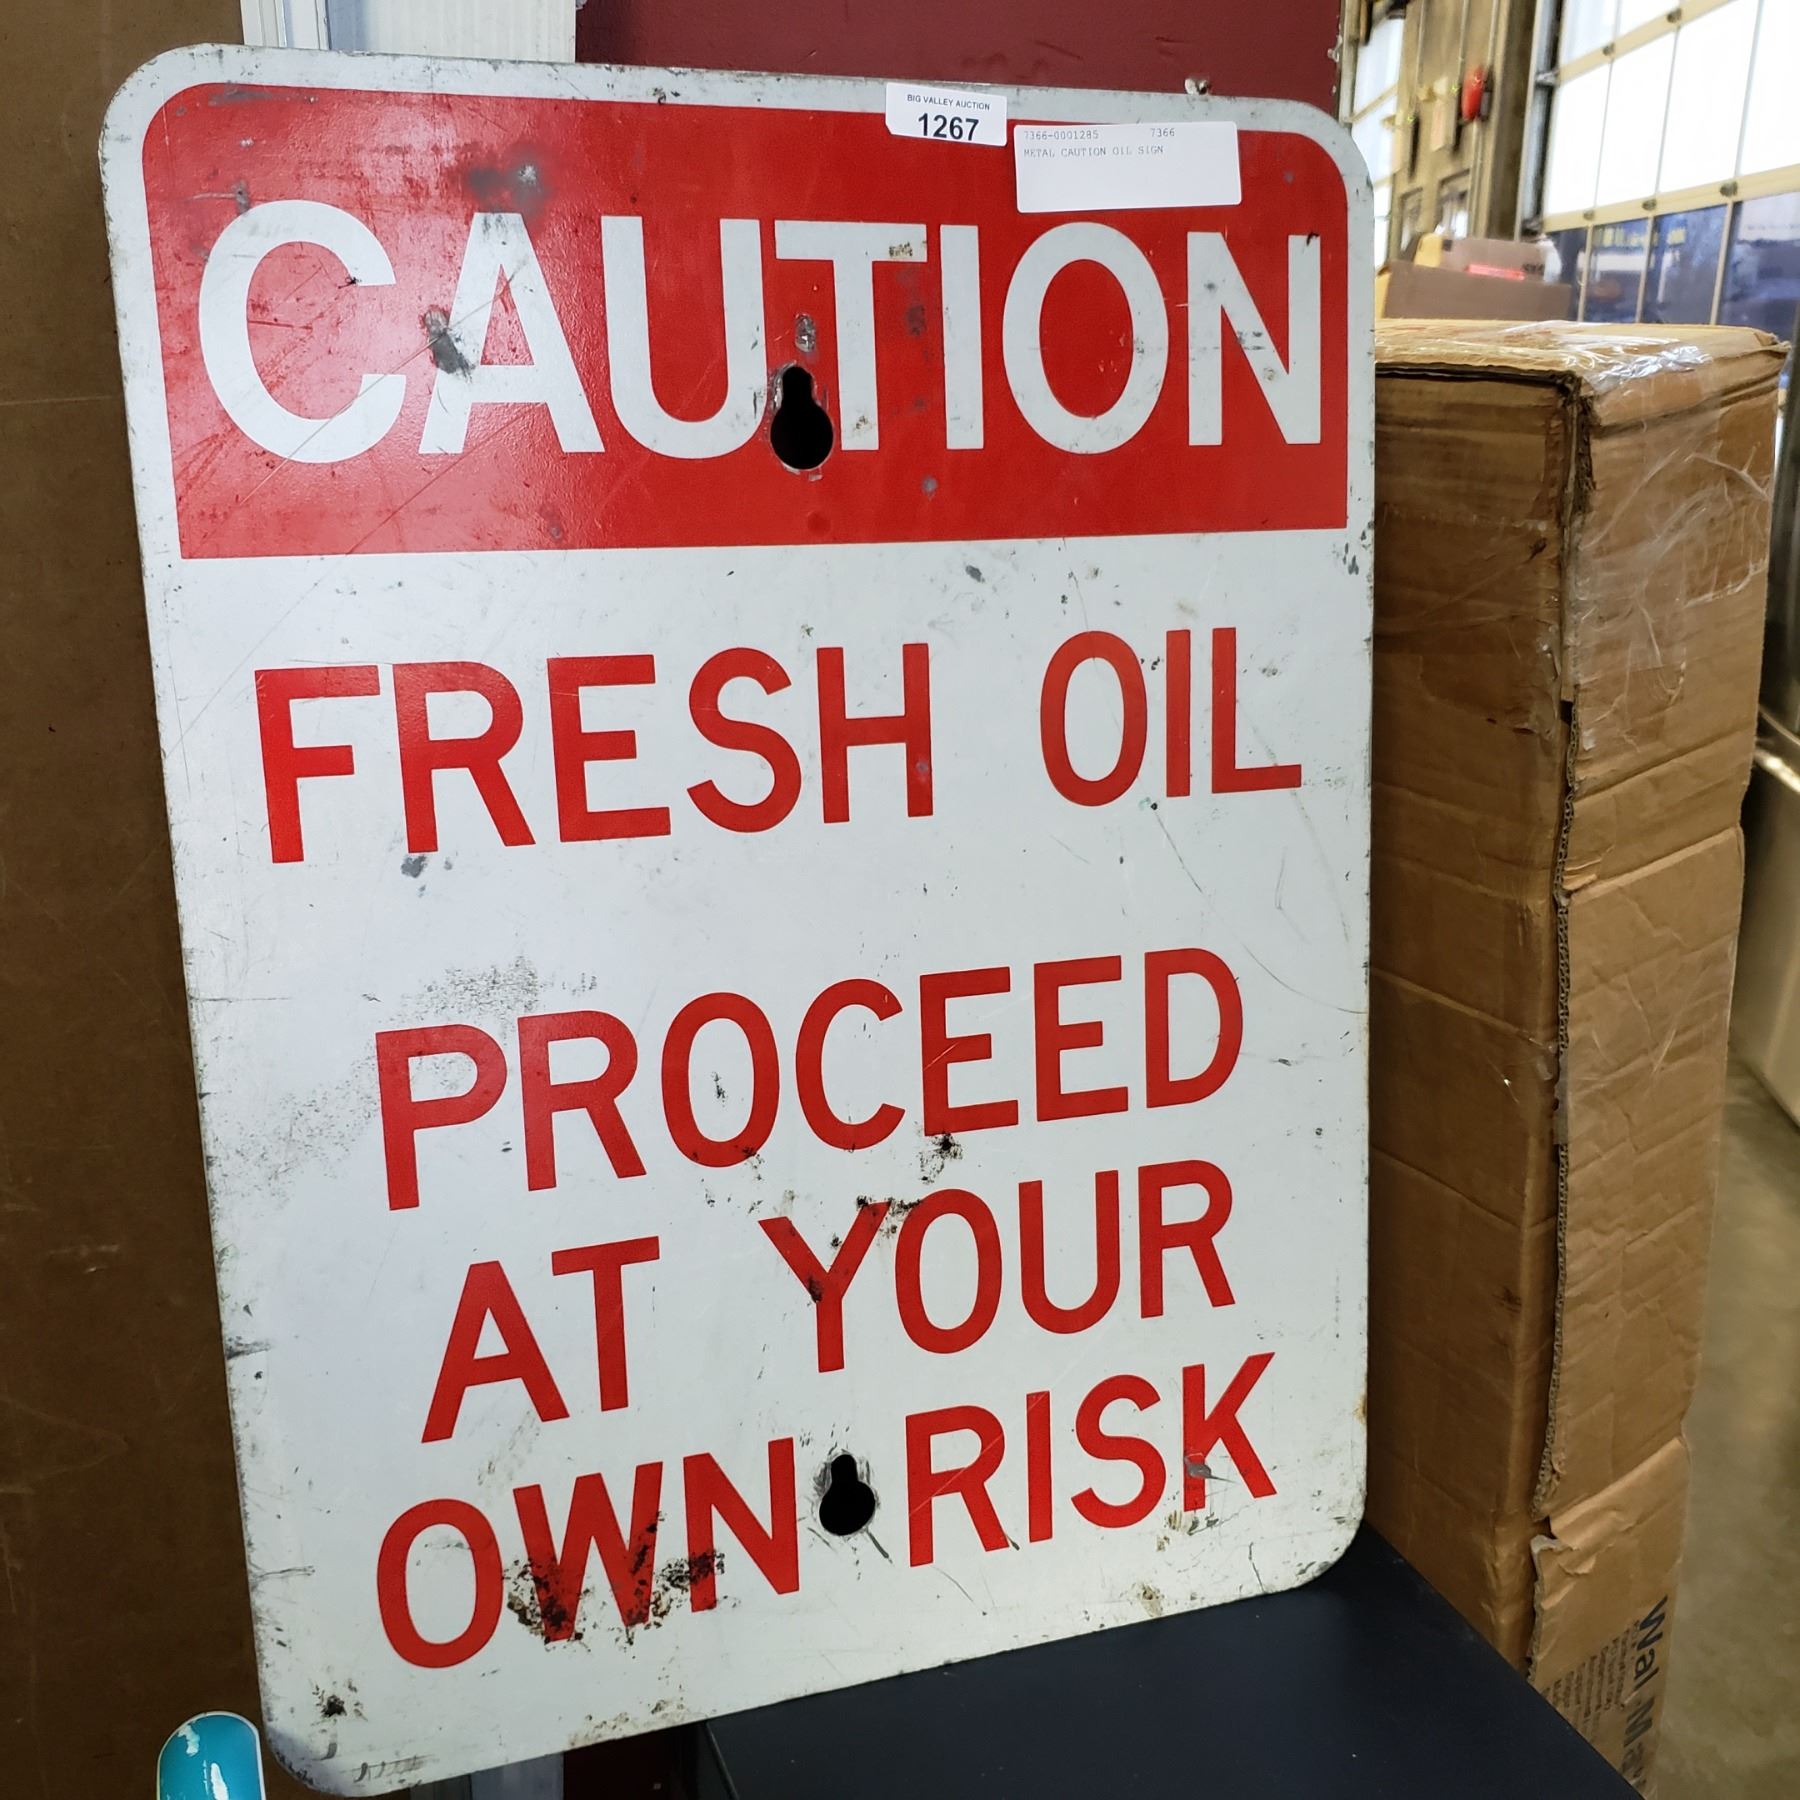 BIG VALLEY AUCTION
1267
7366-0001285 7366
METAL CAUTION OIL SIGN
CAUTION
FRESH OIL
PROCEED
AT YOUR
OWN RISK